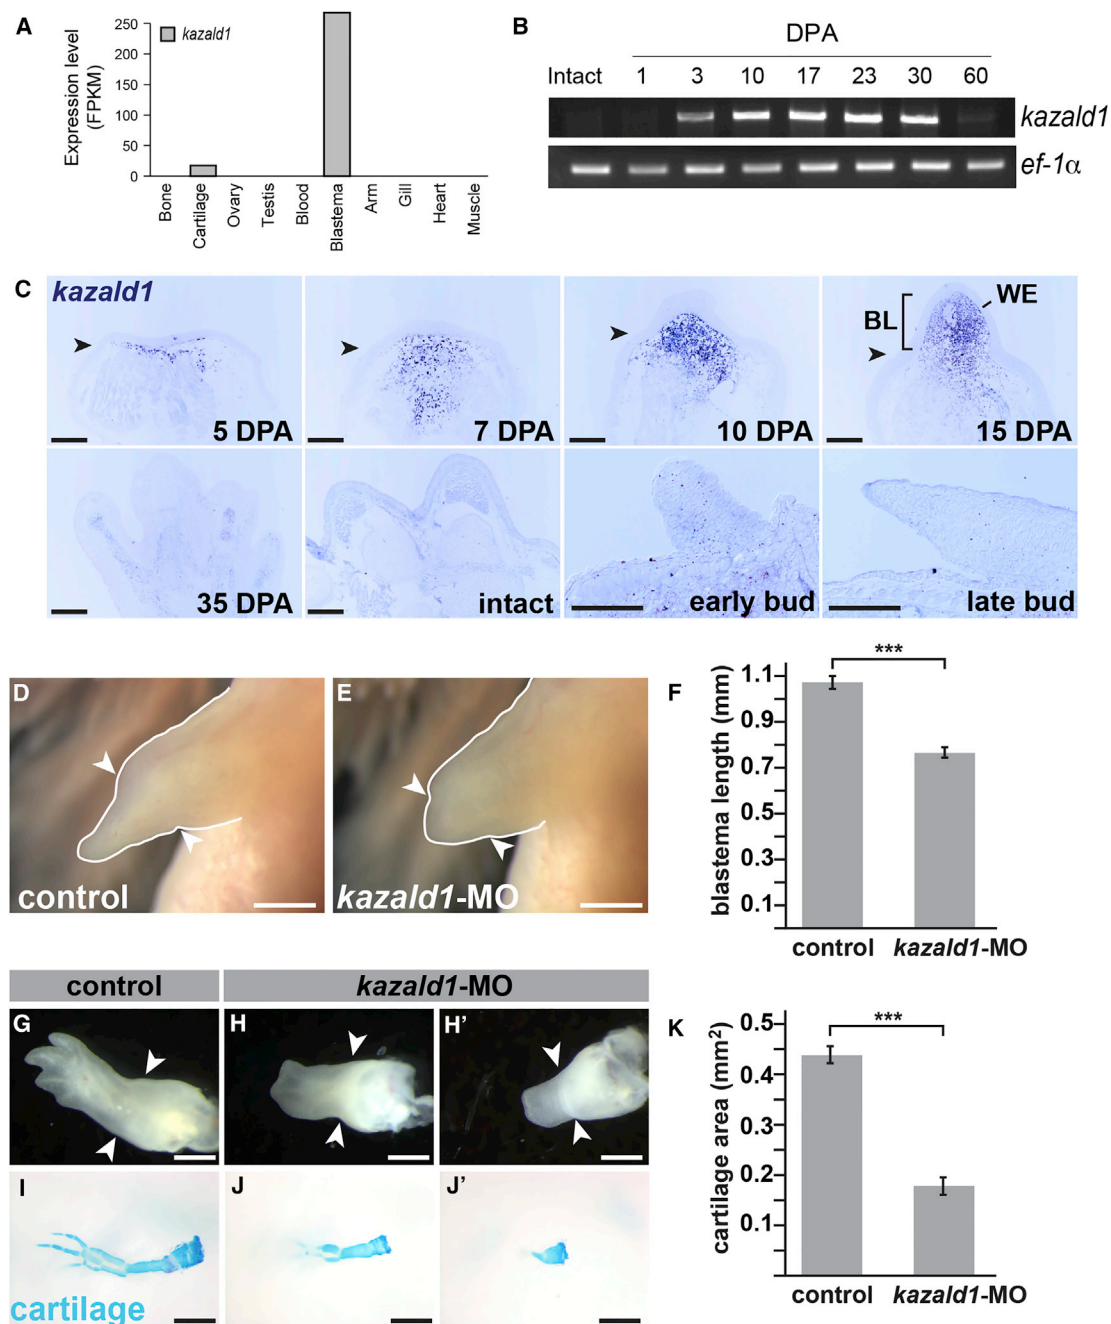 A
kazald1
Expression level
(FPKM)
250
200
150
100
50
0
Bone
Cartilage
Ovary
Testis
Blood
Blastema
Arm
Gill
Heart
Muscle
B
DPA
Intact 1 3 10 17 23 30 60
kazald1
ef-1α
C
kazald1
5 DPA
7 DPA
10 DPA
BL
WE
15 DPA
35 DPA
intact
early bud
late bud
D
control
E
kazald1-MO
F
***
blastema length (mm)
1.1
0.9
0.7
0.5
0.3
0.1
control kazald1-MO
control
kazald1-MO
G
H
H'
I
cartilage
J
J'
K
***
cartilage area (mm²)
0.5
0.4
0.3
0.2
0.1
control kazald1-MO